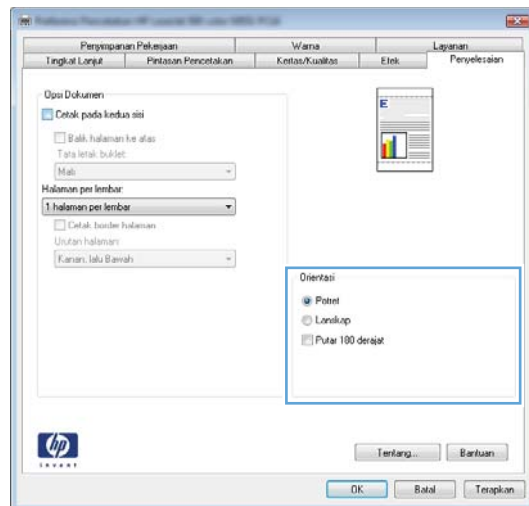 Penyimpanan Pekerjaan Warna Layanan
Tingkat Lanjut Pintasan Pencetakan Kertas/Kualitas Efek Penyelesaian
Opsi Dokumen
Cetak pada kedua sisi
Balik halaman ke atas
Tata letak buklet:
Mati
Halaman per lembar:
1 halaman per lembar
Cetak border halaman
Urutan halaman:
Kanan, lalu Bawah
E
Orientasi
Potret
Lanskap
Putar 180 derajat
hp
invent
Tentang... Bantuan
OK Batal Terapkan